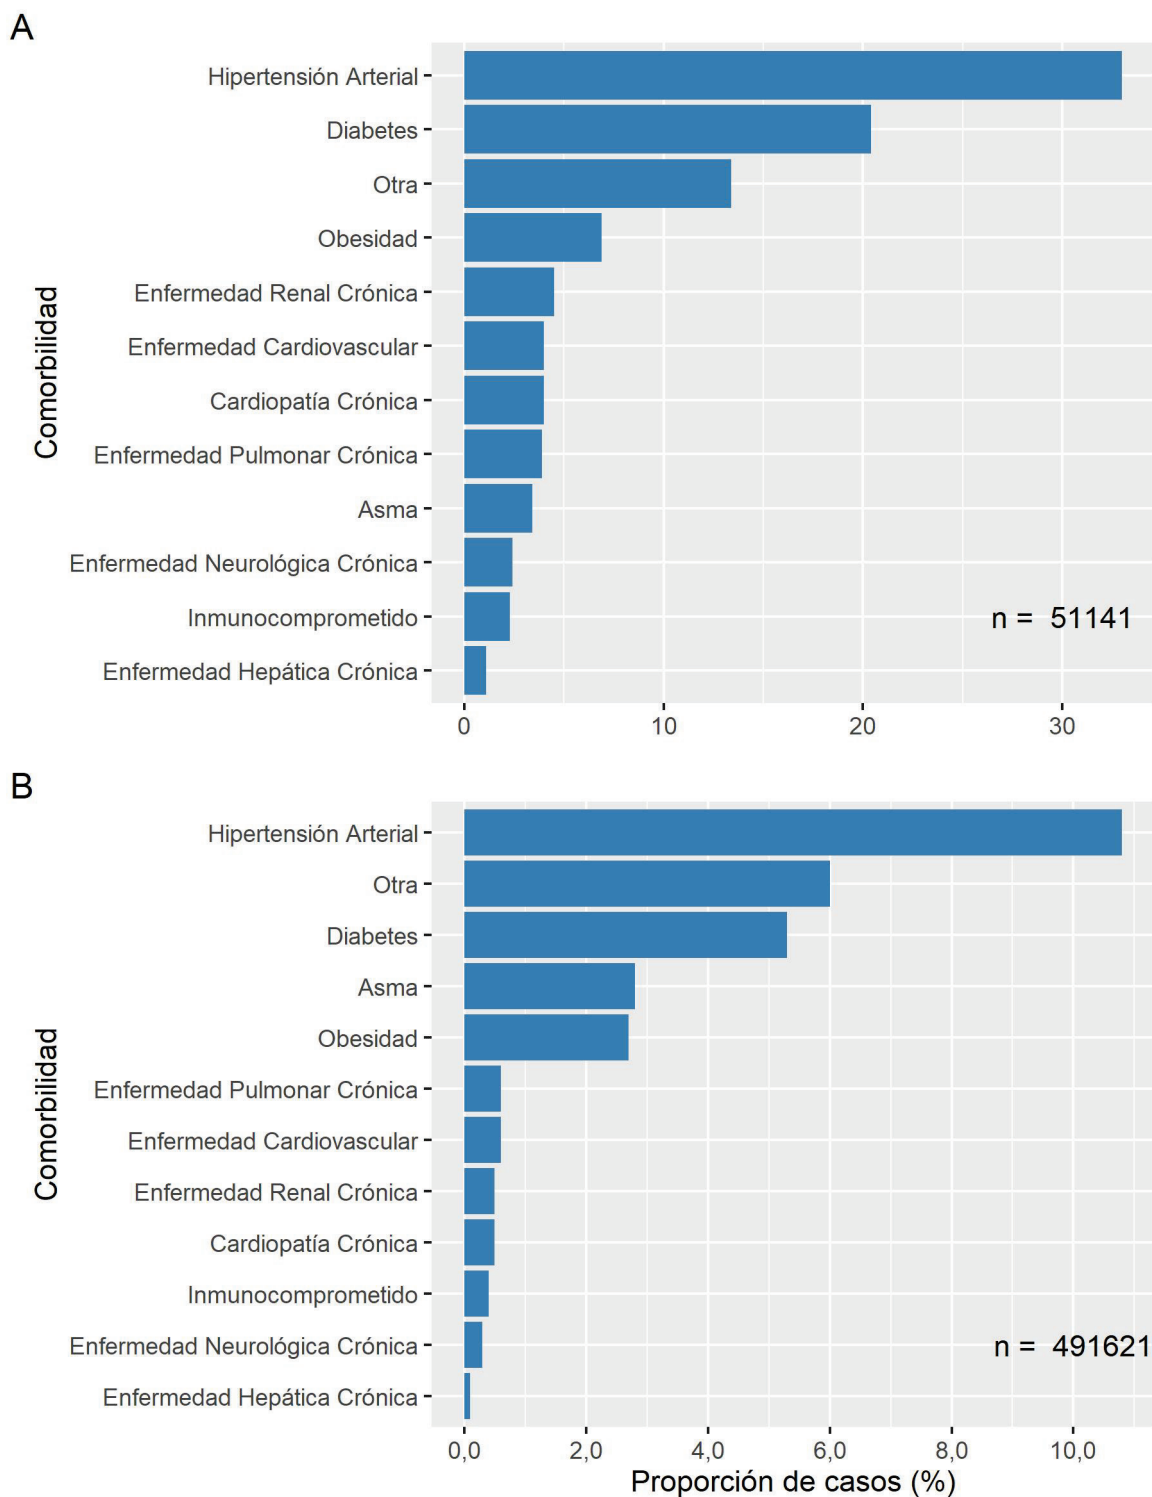 A
Hipertensión Arterial
Diabetes
Otra
Obesidad
Enfermedad Renal Crónica
Enfermedad Cardiovascular
Cardiopatía Crónica
Enfermedad Pulmonar Crónica
Asma
Enfermedad Neurológica Crónica
Inmunocomprometido
Enfermedad Hepática Crónica
Comorbilidad
n = 51141
0 10 20 30
B
Hipertensión Arterial
Otra
Diabetes
Asma
Obesidad
Enfermedad Pulmonar Crónica
Enfermedad Cardiovascular
Enfermedad Renal Crónica
Cardiopatía Crónica
Inmunocomprometido
Enfermedad Neurológica Crónica
Enfermedad Hepática Crónica
Comorbilidad
n = 491621
0,0 2,0 4,0 6,0 8,0 10,0
Proporción de casos (%)